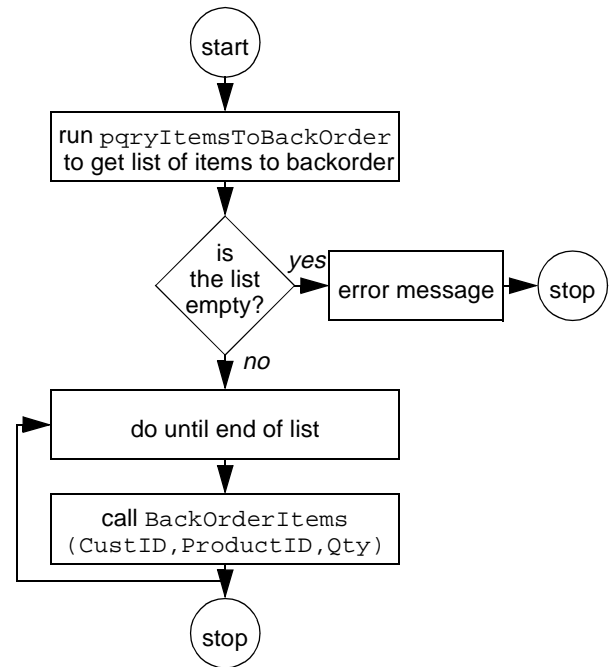 start
run pqryItemsToBackOrder
to get list of items to backorder
is
the list
empty?
yes
error message
stop
no
do until end of list
call BackOrderItems
(CustID,ProductID,Qty)
stop